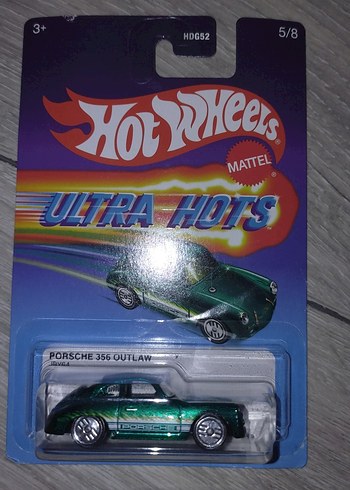 3+
HDG52
5/8
Hot Wheels
MATTEL
ULTRA HOTS
PORSCHE 356 OUTLAW
PORSCHE